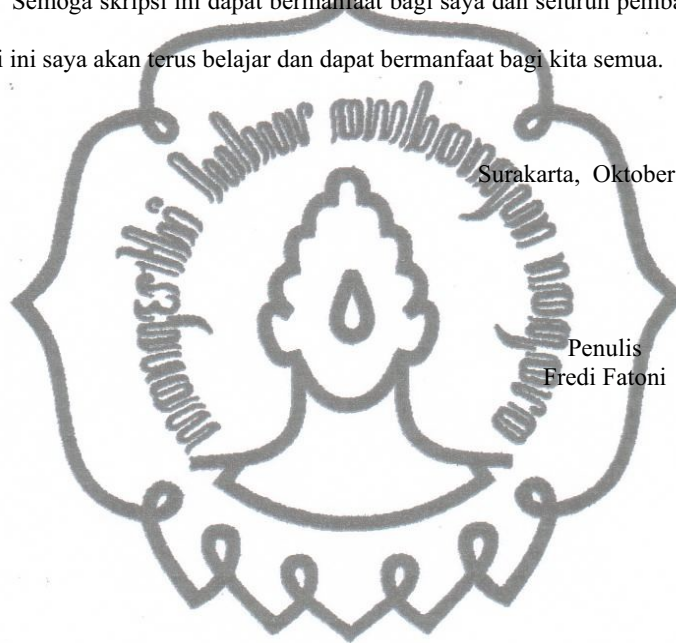 Semoga skripsi ini dapat bermanfaat bagi saya dan seluruh pemba
i ini saya akan terus belajar dan dapat bermanfaat bagi kita semua.
Surakarta, Oktober
Penulis
Fredi Fatoni